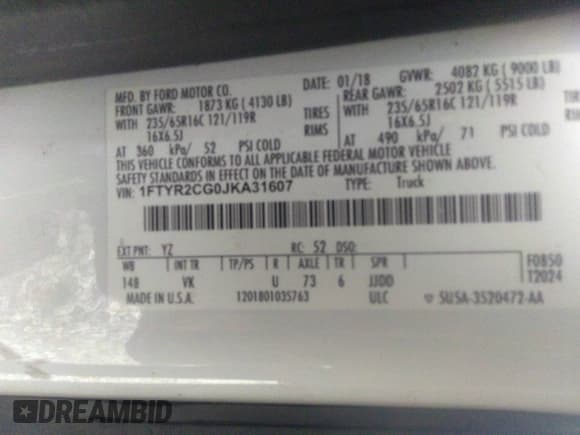 MFD. BY FORD MOTOR CO.
DATE: 01/18 GVWR: 4082 KG ( 9000 LB)
FRONT GAWR: 1873 KG ( 4130 LB) REAR GAWR: 2502 KG ( 5515 LB)
WITH 235/65R16C 121/119R TIRES WITH 235/65R16C 121/119R
16X6.5J RIMS 16X6.5J
AT 360 kPa/ 52 PSI COLD AT 490 kPa/ 71 PSI COLD
THIS VEHICLE CONFORMS TO ALL APPLICABLE FEDERAL MOTOR VEHICLE
SAFETY STANDARDS IN EFFECT ON THE DATE OF MANUFACTURE SHOWN ABOVE.
VIN: 1FTYR2CG0JKA31607 TYPE: Truck
EXT PNT: YZ RC: 52 DSO: F0850
WB INT TR TP/PS R AXLE TR SPR T2024
148 VK U 73 6 JJDD
MADE IN U.S.A. 1201801035763 ULC SU5A-3520472-AA
DREAMBID